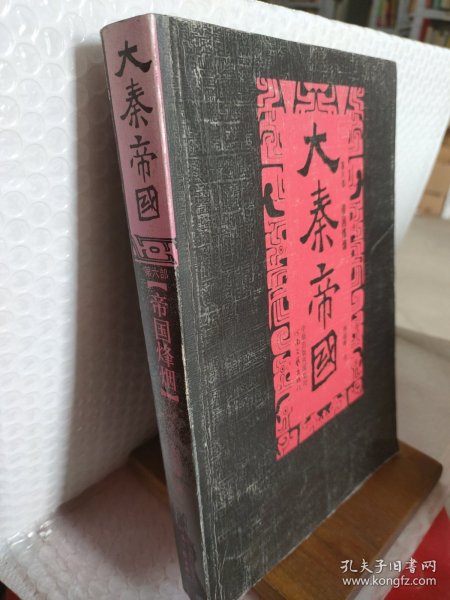 大秦帝國
第六部
【帝国烽烟】
大秦帝國
孔夫子旧书网
www.kongfz.com